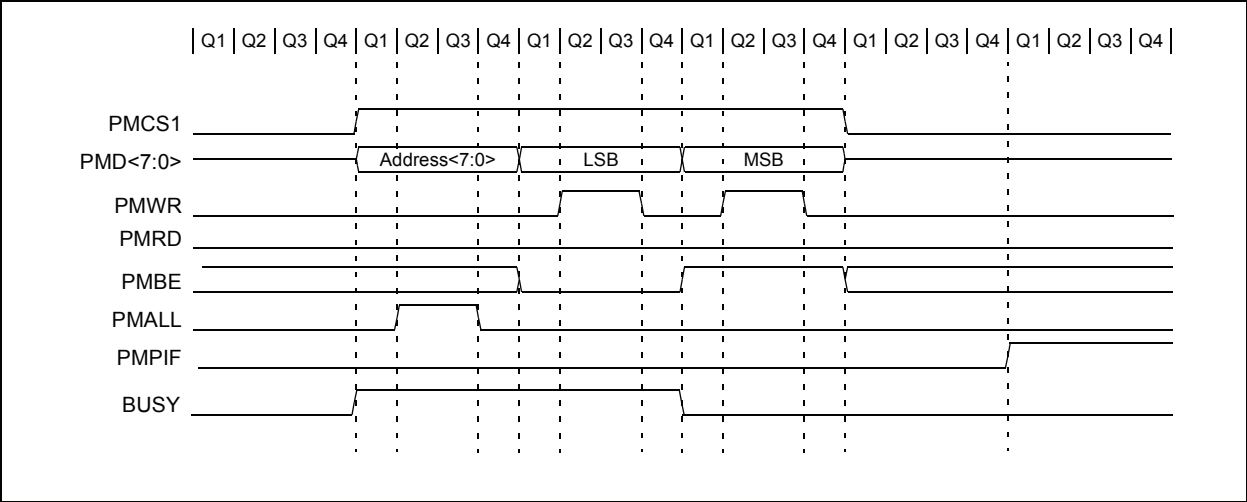 Q1 Q2 Q3 Q4 Q1 Q2 Q3 Q4 Q1 Q2 Q3 Q4 Q1 Q2 Q3 Q4 Q1 Q2 Q3 Q4 Q1 Q2 Q3 Q4
PMCS1
PMD<7:0> Address<7:0> LSB MSB
PMWR
PMRD
PMBE
PMALL
PMPIF
BUSY